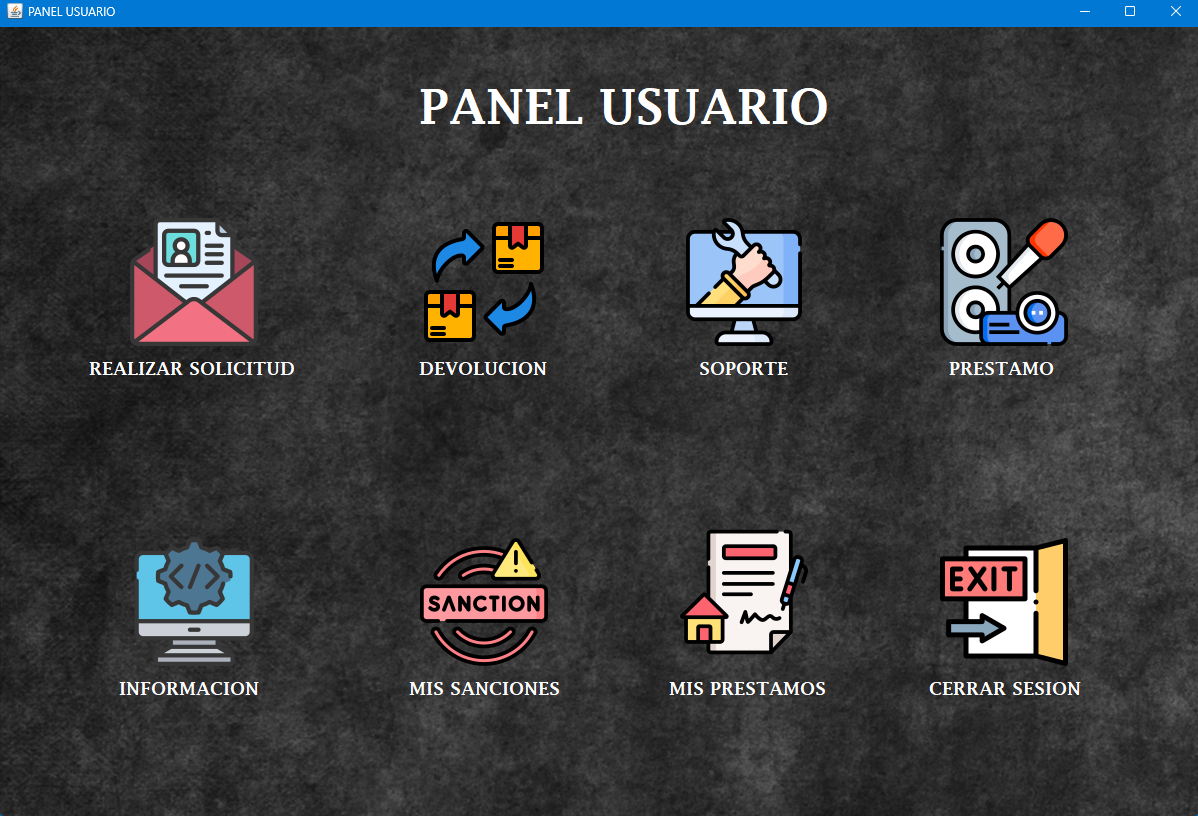 PANEL USUARIO
PANEL USUARIO
REALIZAR SOLICITUD
DEVOLUCION
SOPORTE
PRESTAMO
SANCTION
EXIT
INFORMACION
MIS SANCIONES
MIS PRESTAMOS
CERRAR SESION